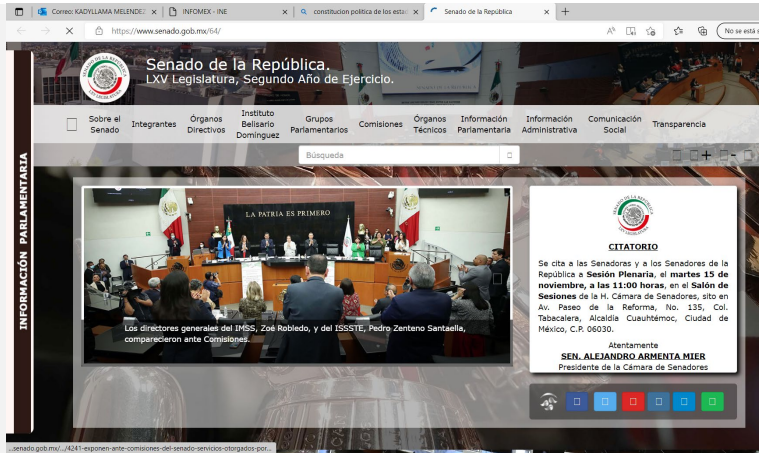 Correo: KADYLLAMA MELENDEZ
INFOMEX - INE
constitucion politica de los estad
Senado de la República
https://www.senado.gob.mx/64/
No se está s
Senado de la República.
LXV Legislatura, Segundo Año de Ejercicio.
Sobre el Senado
Integrantes
Órganos Directivos
Instituto Belisario Domínguez
Grupos Parlamentarios
Comisiones
Órganos Técnicos
Información Parlamentaria
Información Administrativa
Comunicación Social
Transparencia
Búsqueda
INFORMACIÓN PARLAMENTARIA
LA PATRIA ES PRIMERO
Los directores generales del IMSS, Zoé Robledo, y del ISSSTE, Pedro Zenteno Santaella,
comparecieron ante Comisiones.
CITATORIO
Se cita a las Senadoras y a los Senadores de la
República a Sesión Plenaria, el martes 15 de
noviembre, a las 11:00 horas, en el Salón de
Sesiones de la H. Cámara de Senadores, sito en
Av. Paseo de la Reforma, No. 135, Col.
Tabacalera, Alcaldía Cuauhtémoc, Ciudad de
México, C.P. 06030.
Atentamente
SEN. ALEJANDRO ARMENTA MIER
Presidente de la Cámara de Senadores
...senado.gob.mx/.../4241-exponen-ante-comisiones-del-senado-servicios-otorgados-por...